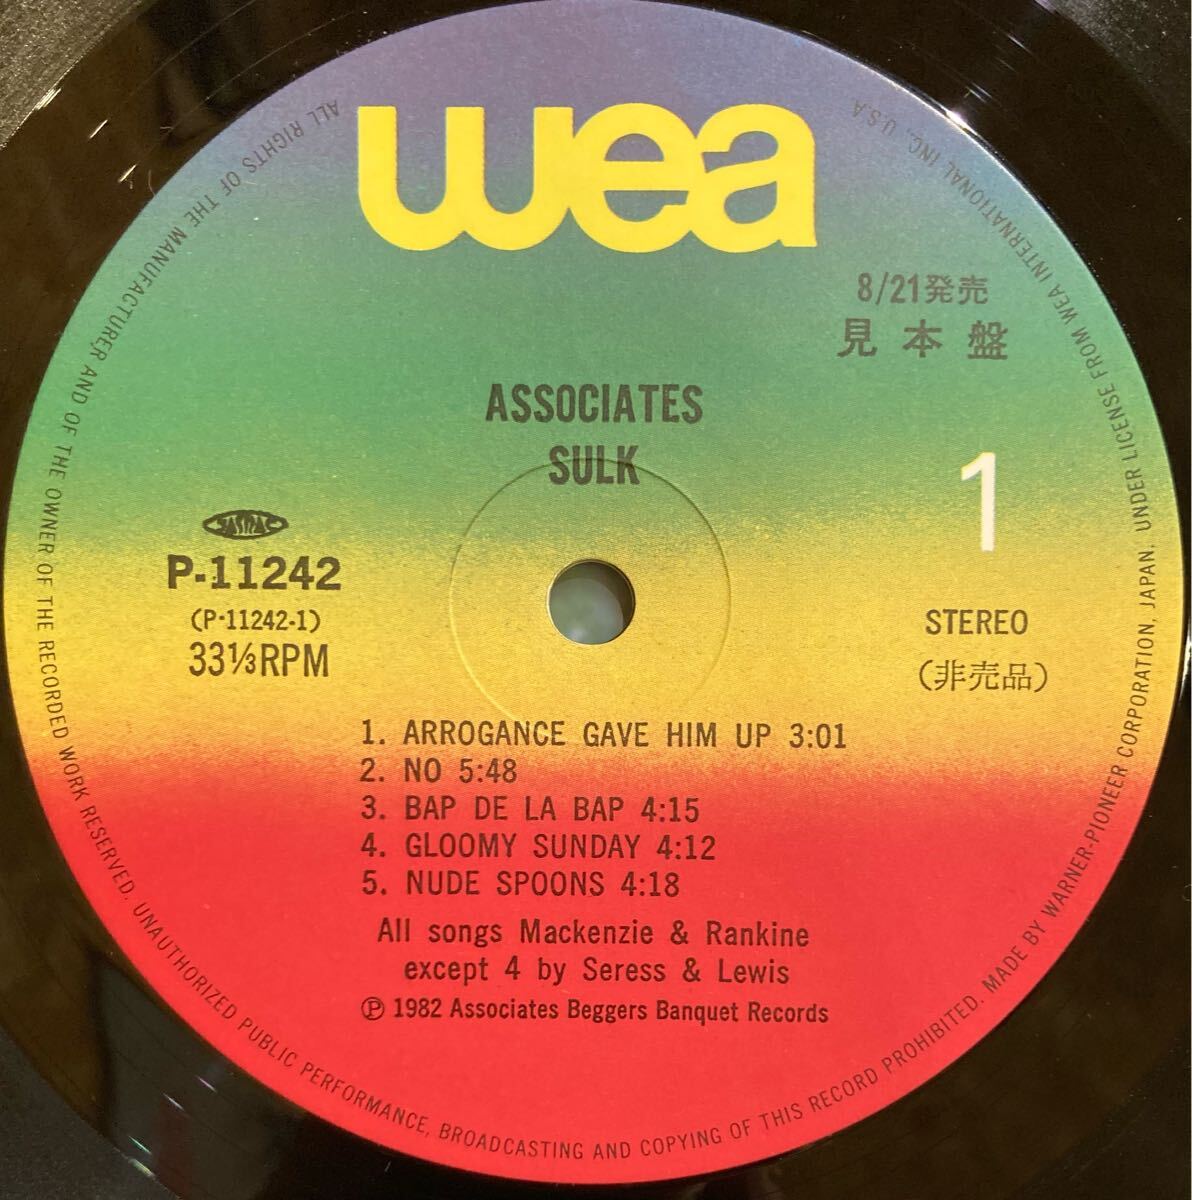 wea
8/21発売
見本盤
ASSOCIATES
SULK
1
JASRAC
P-11242
(P-11242-1)
33⅓RPM
STEREO
(非売品)
1. ARROGANCE GAVE HIM UP 3:01
2. NO 5:48
3. BAP DE LA BAP 4:15
4. GLOOMY SUNDAY 4:12
5. NUDE SPOONS 4:18
All songs Mackenzie & Rankine
except 4 by Seress & Lewis
Ⓟ 1982 Associates Beggers Banquet Records
ALL RIGHTS OF THE MANUFACTURER AND OF THE OWNER OF THE RECORDED WORK RESERVED. UNAUTHORIZED PUBLIC PERFORMANCE, BROADCASTING AND COPYING OF THIS RECORD PROHIBITED. MADE BY WARNER-PIONEER CORPORATION, JAPAN, UNDER LICENSE FROM WEA INTERNATIONAL INC., U.S.A.